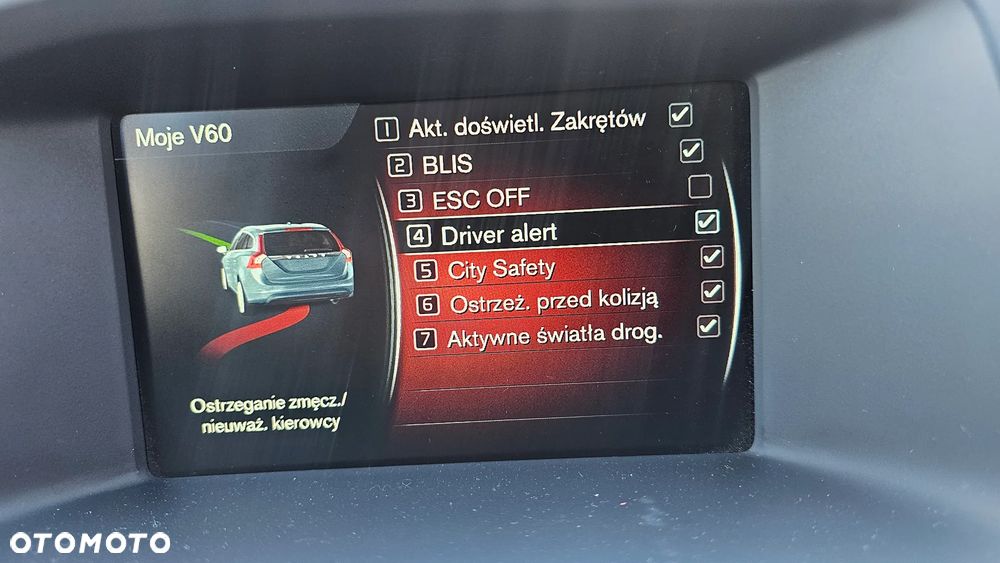 Moje V60
1 Akt. doświetl. Zakrętów
2 BLIS
3 ESC OFF
4 Driver alert
5 City Safety
6 Ostrzeż. przed kolizją
7 Aktywne światła drog.
Ostrzeganie zmęcz./
nieuważ. kierowcy
OTOMOTO